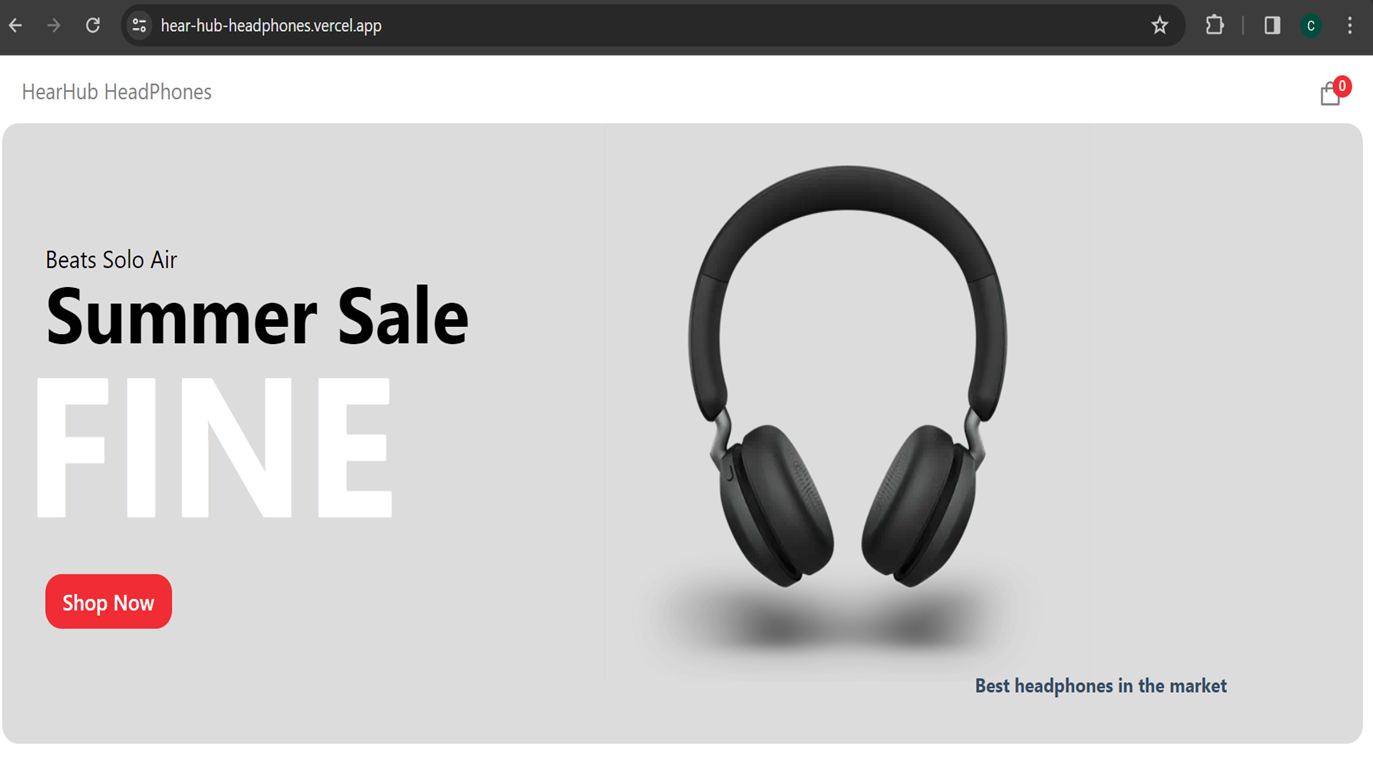 hear-hub-headphones.vercel.app
C
HearHub HeadPhones
0
Beats Solo Air
Summer Sale
FINE
Shop Now
Best headphones in the market